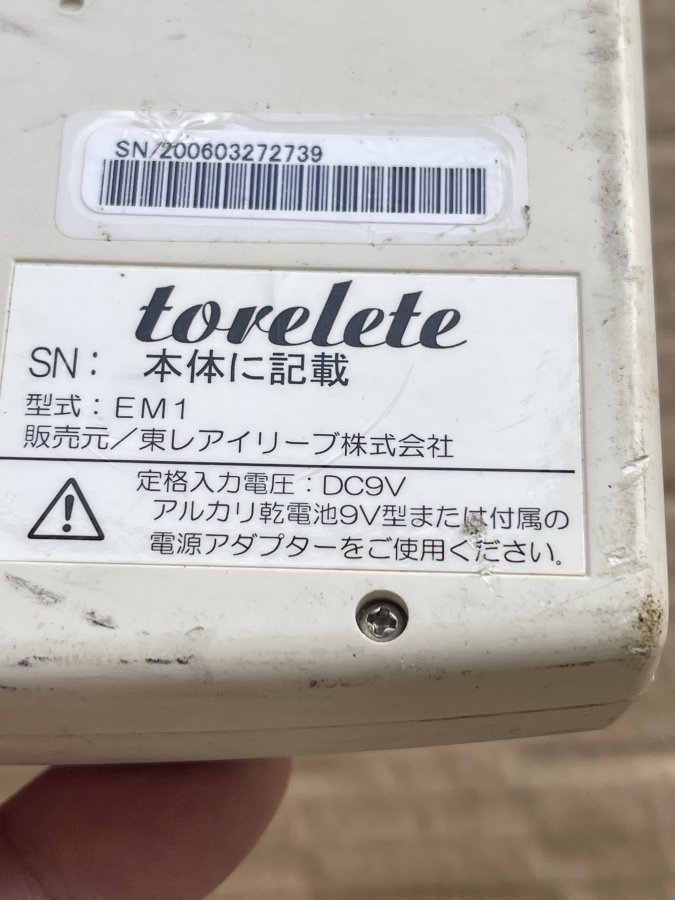 SN/200603272739
torelete
SN: 本体に記載
型式:EM1
販売元/東レアイリーブ株式会社
定格入力電圧:DC9V
アルカリ乾電池9V型または付属の
電源アダプターをご使用ください。